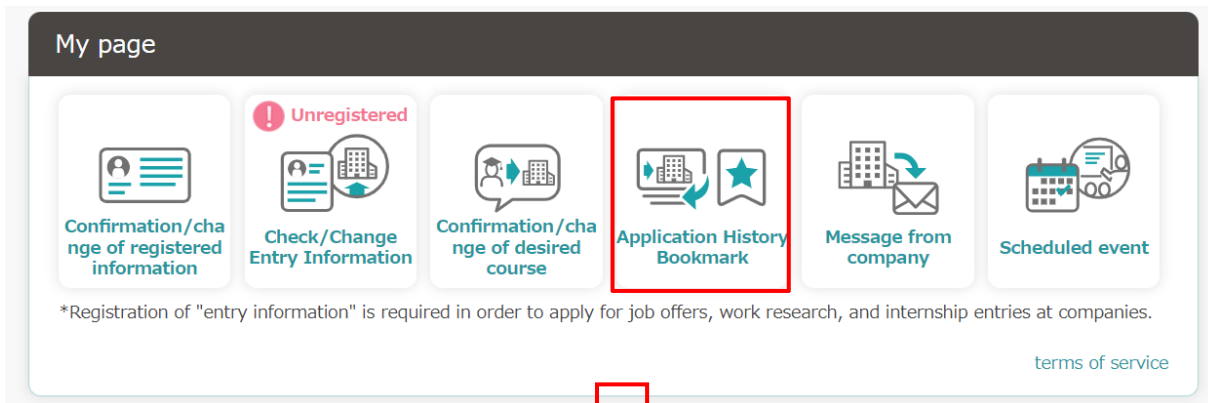 My page
Unregistered
Confirmation/cha
nge of registered
information
Check/Change
Entry Information
Confirmation/cha
nge of desired
course
Application History
Bookmark
Message from
company
Scheduled event
*Registration of "entry information" is required in order to apply for job offers, work research, and internship entries at companies.
terms of service